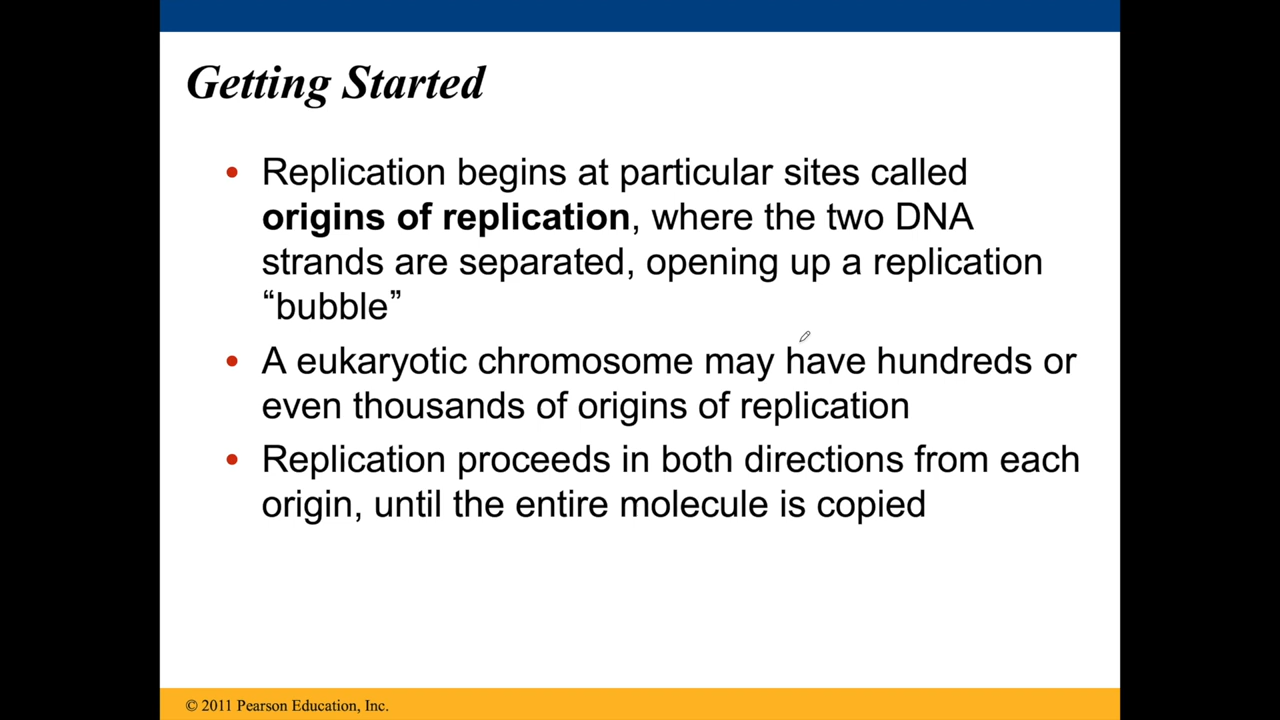 Getting Started
• Replication begins at particular sites called
origins of replication, where the two DNA
strands are separated, opening up a replication
“bubble”
• A eukaryotic chromosome may have hundreds or
even thousands of origins of replication
• Replication proceeds in both directions from each
origin, until the entire molecule is copied
© 2011 Pearson Education, Inc.